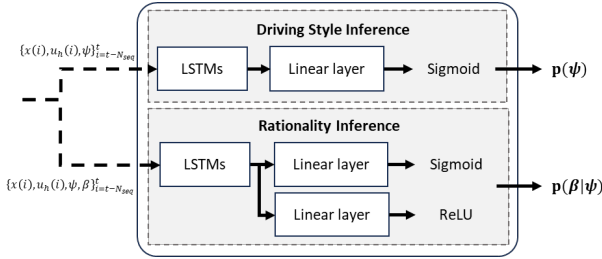 Driving Style Inference
{x(i), u_h(i), ψ}^t_{i=t−N_seq}
LSTMs
Linear layer
Sigmoid
p(ψ)
Rationality Inference
LSTMs
Linear layer
Sigmoid
{x(i), u_h(i), ψ, β}^t_{i=t−N_seq}
p(β|ψ)
Linear layer
ReLU